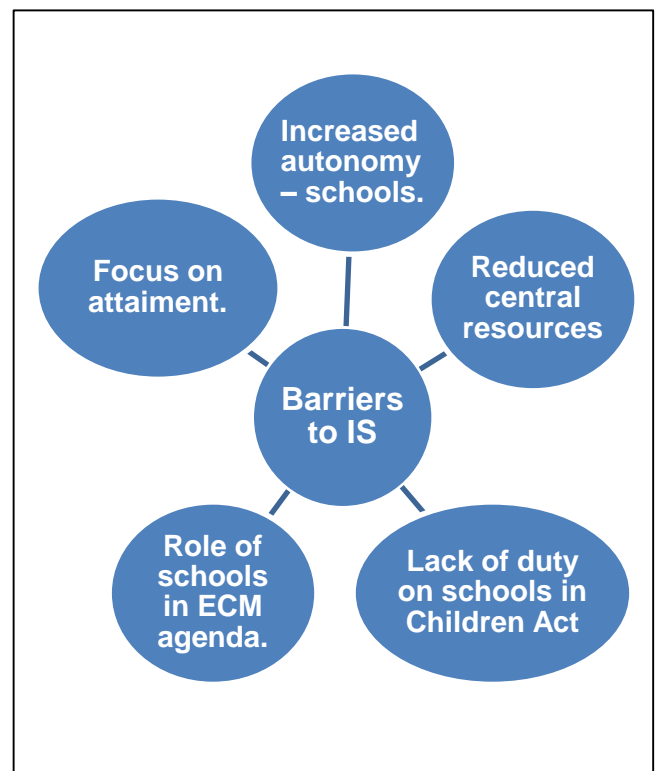 Increased
autonomy
– schools.
Focus on
attaiment.
Reduced
central
resources
Barriers
to IS
Role of
schools
in ECM
agenda.
Lack of duty
on schools in
Children Act